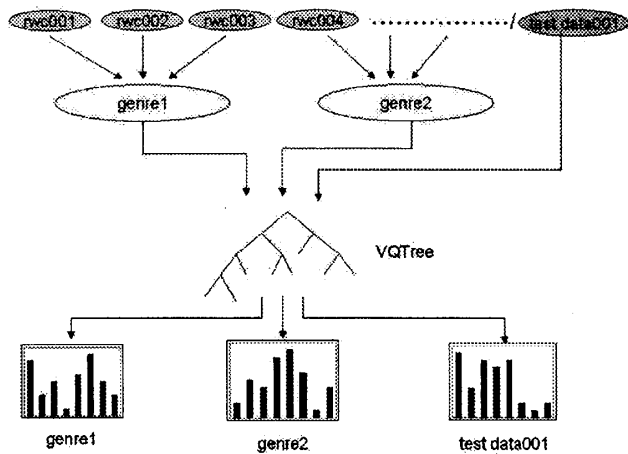 rwc001 rwc002 rwc003 rwc004 / test data001
genre1 genre2
VQTree
genre1 genre2 test data001